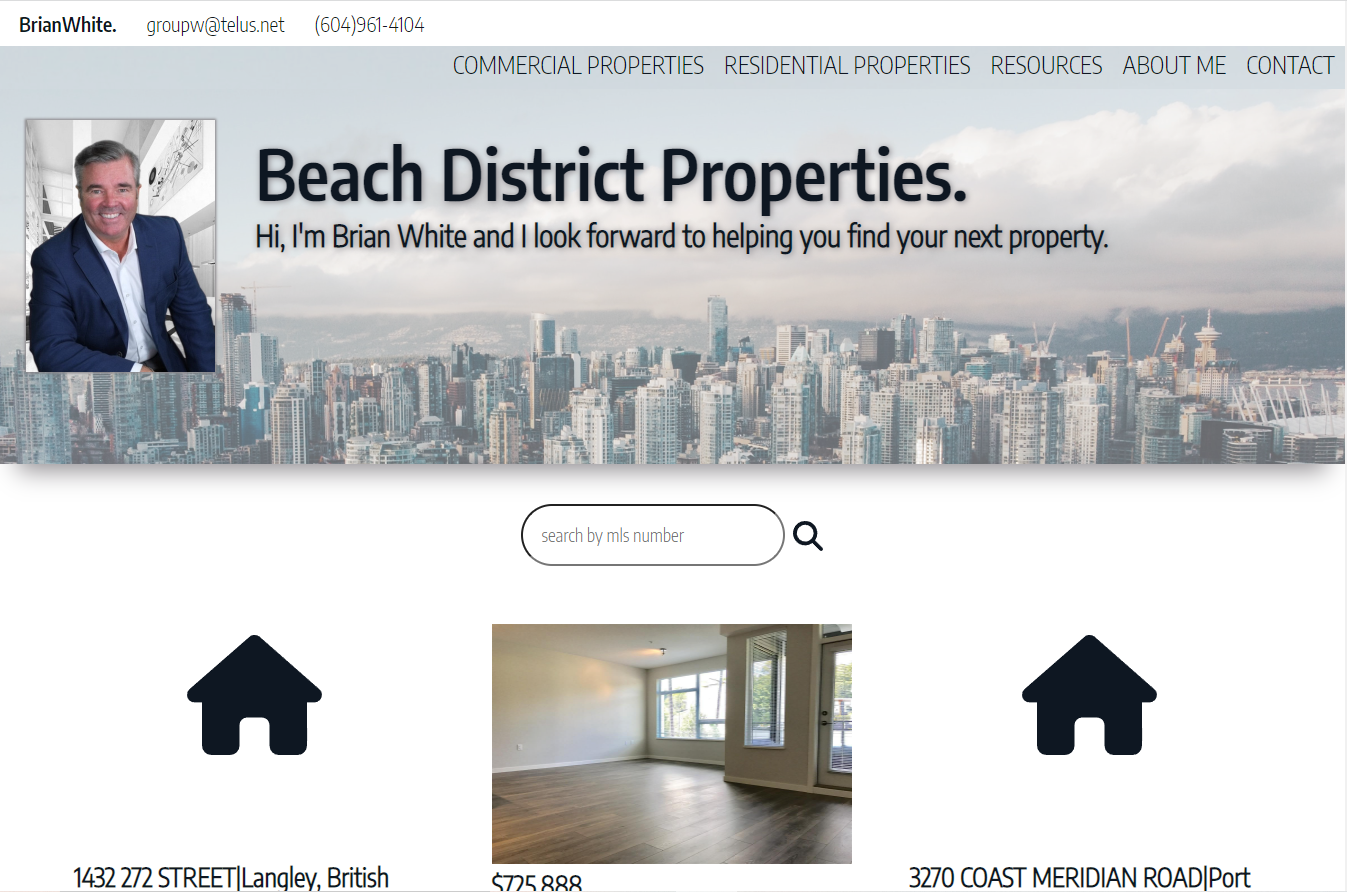 BrianWhite. groupw@telus.net (604)961-4104
COMMERCIAL PROPERTIES RESIDENTIAL PROPERTIES RESOURCES ABOUT ME CONTACT
Beach District Properties.
Hi, I'm Brian White and I look forward to helping you find your next property.
search by mls number
1432 272 STREET|Langley, British
$725,888
3270 COAST MERIDIAN ROAD|Port